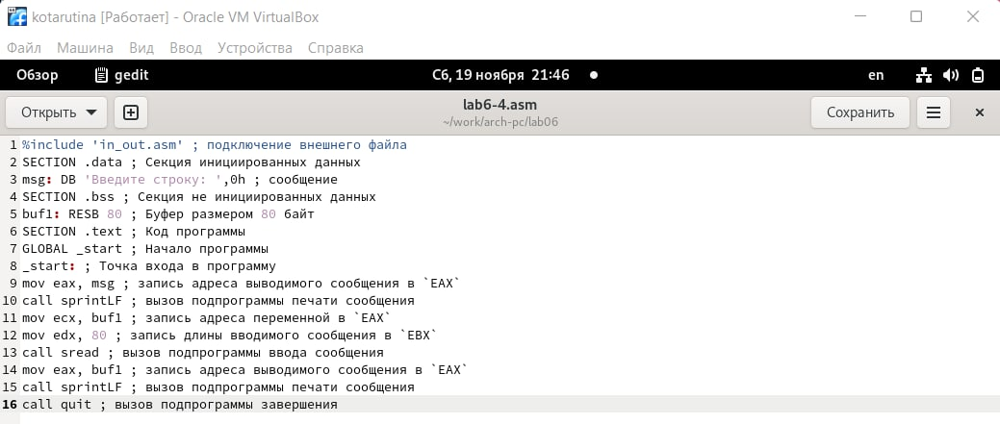 kotarutina [Работает] - Oracle VM VirtualBox
Файл Машина Вид Ввод Устройства Справка
Обзор gedit Сб, 19 ноября 21:46 en
Открыть lab6-4.asm Сохранить
~/work/arch-pc/lab06
1 %include 'in_out.asm' ; подключение внешнего файла
2 SECTION .data ; Секция инициированных данных
3 msg: DB 'Введите строку: ',0h ; сообщение
4 SECTION .bss ; Секция не инициированных данных
5 buf1: RESB 80 ; Буфер размером 80 байт
6 SECTION .text ; Код программы
7 GLOBAL _start ; Начало программы
8 _start: ; Точка входа в программу
9 mov eax, msg ; запись адреса выводимого сообщения в `EAX`
10 call sprintLF ; вызов подпрограммы печати сообщения
11 mov ecx, buf1 ; запись адреса переменной в `EAX`
12 mov edx, 80 ; запись длины вводимого сообщения в `EBX`
13 call sread ; вызов подпрограммы ввода сообщения
14 mov eax, buf1 ; запись адреса выводимого сообщения в `EAX`
15 call sprintLF ; вызов подпрограммы печати сообщения
16 call quit ; вызов подпрограммы завершения